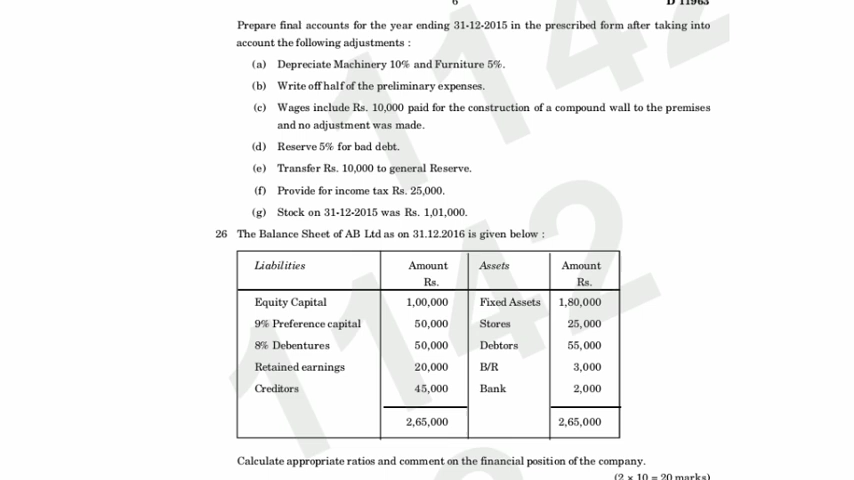 6
D 11963
Prepare final accounts for the year ending 31-12-2015 in the prescribed form after taking into
account the following adjustments :
(a) Depreciate Machinery 10% and Furniture 5%.
(b) Write off half of the preliminary expenses.
(c) Wages include Rs. 10,000 paid for the construction of a compound wall to the premises
and no adjustment was made.
(d) Reserve 5% for bad debt.
(e) Transfer Rs. 10,000 to general Reserve.
(f) Provide for income tax Rs. 25,000.
(g) Stock on 31-12-2015 was Rs. 1,01,000.
26 The Balance Sheet of AB Ltd as on 31.12.2016 is given below :
Liabilities Amount Assets Amount
Rs. Rs.
Equity Capital 1,00,000 Fixed Assets 1,80,000
9% Preference capital 50,000 Stores 25,000
8% Debentures 50,000 Debtors 55,000
Retained earnings 20,000 B/R 3,000
Creditors 45,000 Bank 2,000
2,65,000 2,65,000
Calculate appropriate ratios and comment on the financial position of the company.
(2 × 10 = 20 marks)
1142
1142